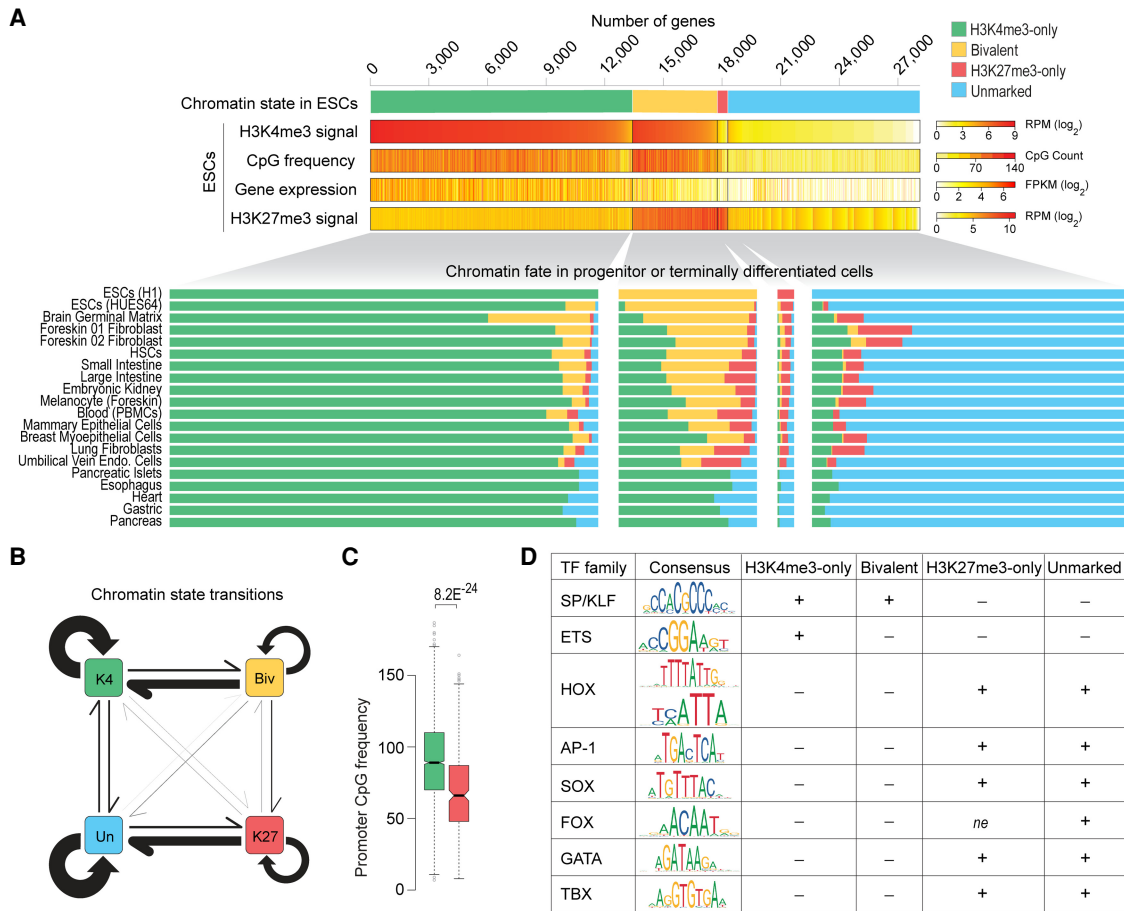 A
Number of genes
0 3,000 6,000 9,000 12,000 15,000 18,000 21,000 24,000 27,000
H3K4me3-only
Bivalent
H3K27me3-only
Unmarked
Chromatin state in ESCs
ESCs
H3K4me3 signal
CpG frequency
Gene expression
H3K27me3 signal
RPM (log2)
0 3 6 9
CpG Count
0 70 140
FPKM (log2)
0 2 4 6
RPM (log2)
0 5 10
Chromatin fate in progenitor or terminally differentiated cells
ESCs (H1)
ESCs (HUES64)
Brain Germinal Matrix
Foreskin 01 Fibroblast
Foreskin 02 Fibroblast
HSCs
Small Intestine
Large Intestine
Embryonic Kidney
Melanocyte (Foreskin)
Blood (PBMCs)
Mammary Epithelial Cells
Breast Myoepithelial Cells
Lung Fibroblasts
Umbilical Vein Endo. Cells
Pancreatic Islets
Esophagus
Heart
Gastric
Pancreas
B
Chromatin state transitions
K4
Biv
Un
K27
C
8.2E-24
Promoter CpG frequency
150
100
50
0
D
TF family Consensus H3K4me3-only Bivalent H3K27me3-only Unmarked
SP/KLF + + – –
ETS + – – –
HOX – – + +
AP-1 – – + +
SOX – – + +
FOX – – ne +
GATA – – + +
TBX – – + +